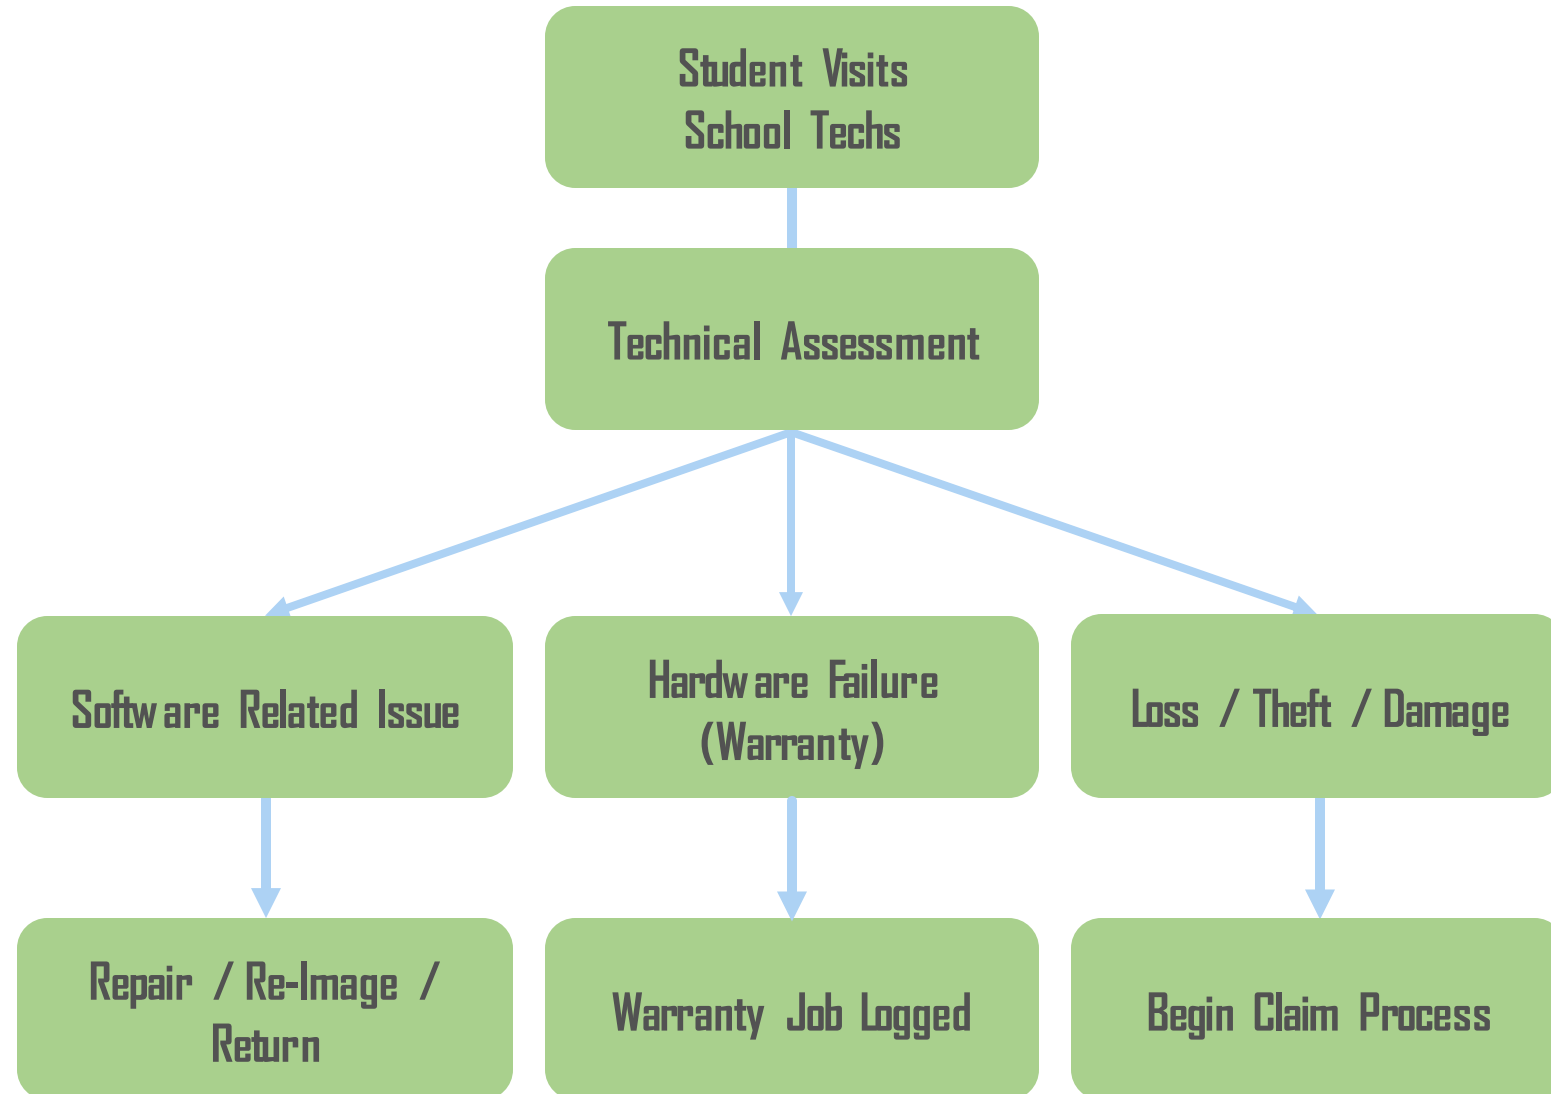 Student Visits
School Techs
Technical Assessment
Software Related Issue
Hardware Failure
(Warranty)
Loss / Theft / Damage
Repair / Re-Image /
Return
Warranty Job Logged
Begin Claim Process